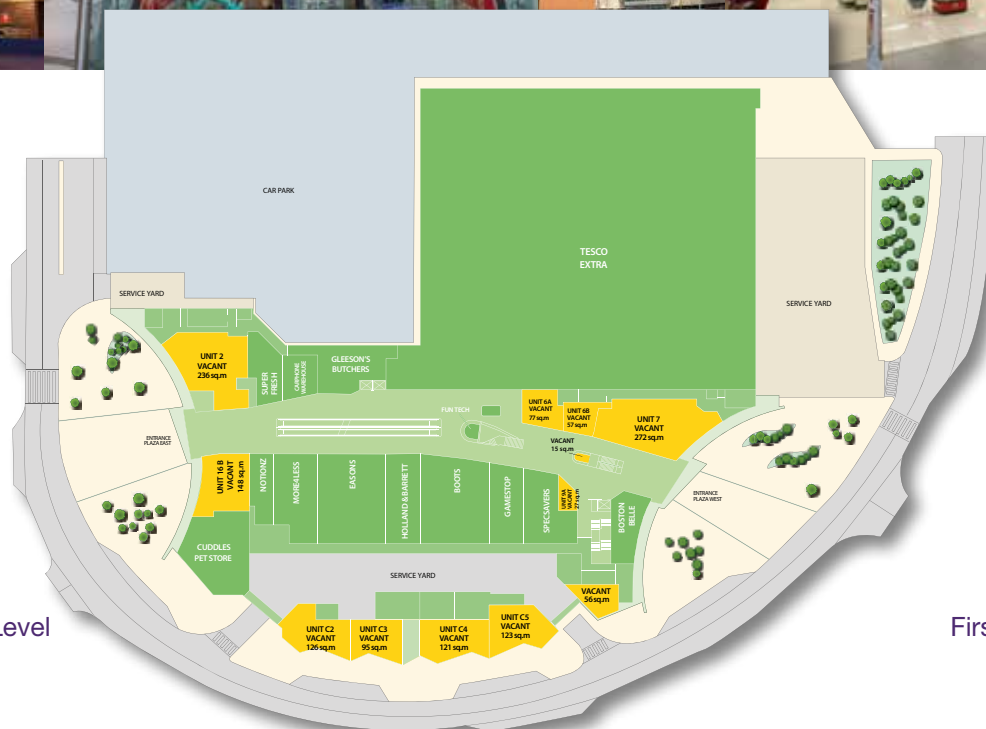 CAR PARK
TESCO
EXTRA
SERVICE YARD
SERVICE YARD
UNIT 2
VACANT
236 sq.m
SUPER
FRESH
CARPHONE
WAREHOUSE
GLEESON'S
BUTCHERS
FUN TECH
UNIT 6A
VACANT
77 sq.m
UNIT 6B
VACANT
57 sq.m
UNIT 7
VACANT
272 sq.m
VACANT
15 sq.m
ENTRANCE
PLAZA EAST
UNIT 16 B
VACANT
148 sq.m
NOTIONZ
MORE4LESS
EASONS
HOLLAND & BARRETT
BOOTS
GAMESTOP
SPECSAVERS
UNIT 9A
VACANT
27 sq.m
BOSTON
BELLE
ENTRANCE
PLAZA WEST
CUDDLES
PET STORE
SERVICE YARD
VACANT
56 sq.m
UNIT C2
VACANT
126 sq.m
UNIT C3
VACANT
95 sq.m
UNIT C4
VACANT
121 sq.m
UNIT C5
VACANT
123 sq.m
Level
Firs